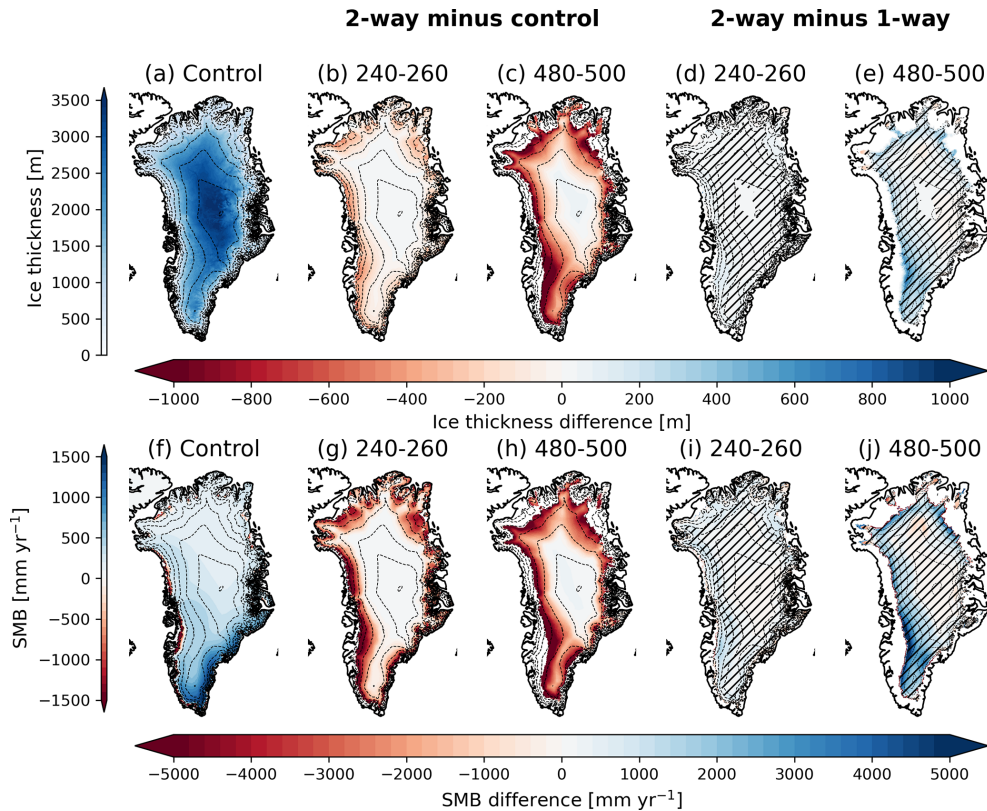 2-way minus control 2-way minus 1-way
(a) Control (b) 240-260 (c) 480-500 (d) 240-260 (e) 480-500
Ice thickness [m]
3500
3000
2500
2000
1500
1000
500
0
−1000 −800 −600 −400 −200 0 200 400 600 800 1000
Ice thickness difference [m]
(f) Control (g) 240-260 (h) 480-500 (i) 240-260 (j) 480-500
SMB [mm yr⁻¹]
1500
1000
500
0
−500
−1000
−1500
−5000 −4000 −3000 −2000 −1000 0 1000 2000 3000 4000 5000
SMB difference [mm yr⁻¹]